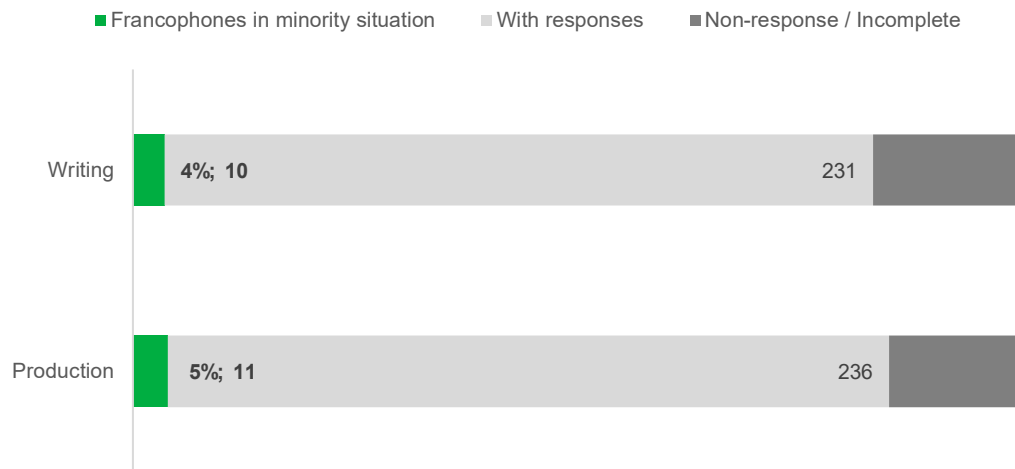 Francophones in minority situation With responses Non-response / Incomplete
Writing 4%; 10 231
Production 5%; 11 236